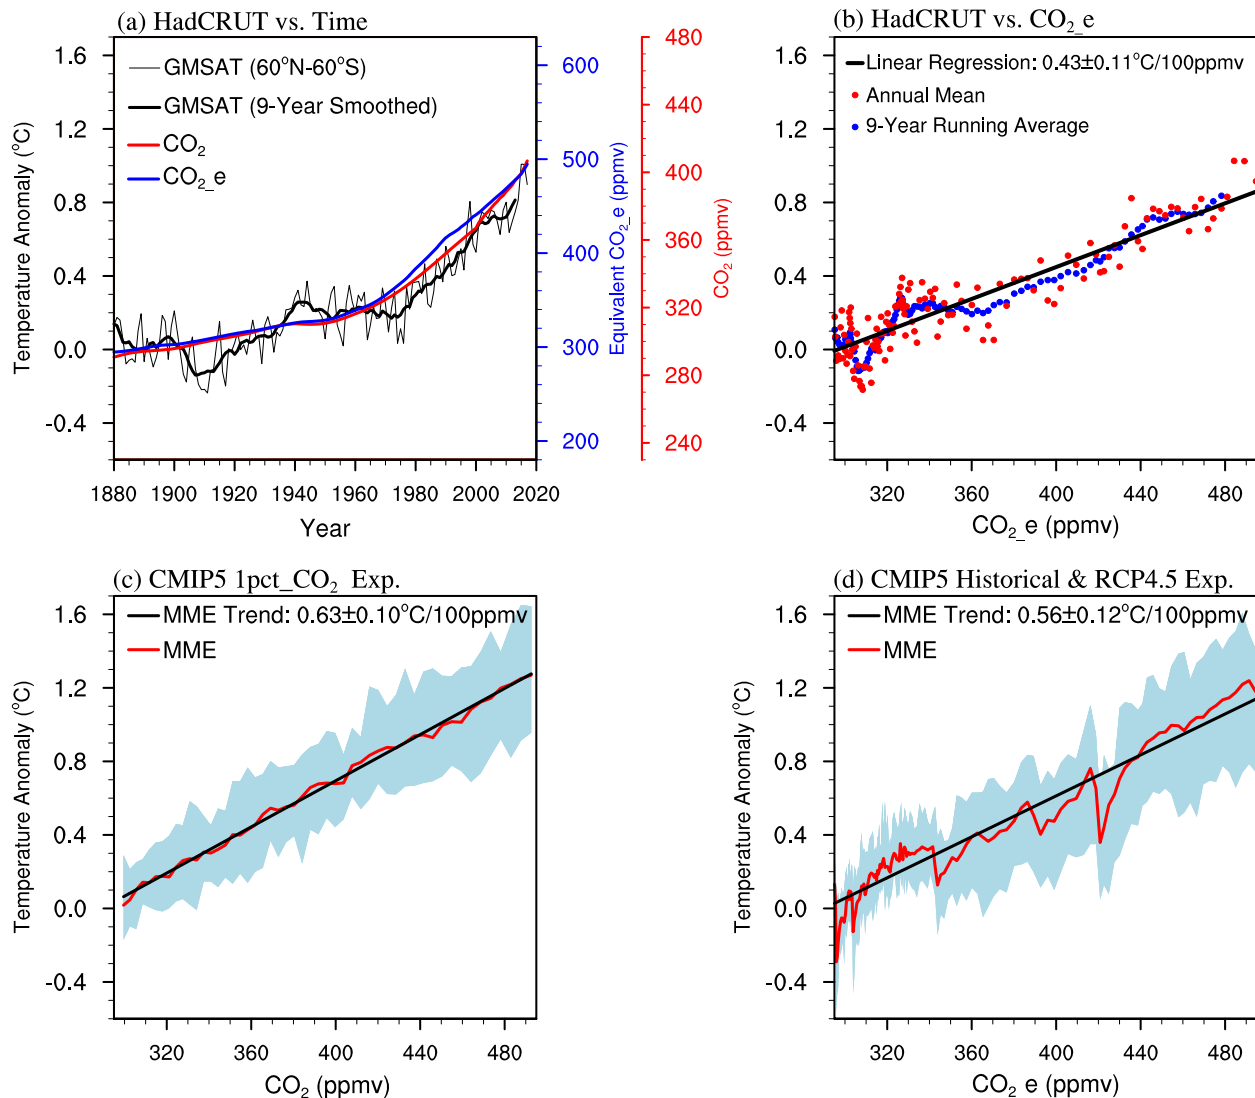 (a) HadCRUT vs. Time
1.6
1.2
0.8
0.4
0.0
-0.4
Temperature Anomaly (°C)
GMSAT (60°N-60°S)
GMSAT (9-Year Smoothed)
CO₂
CO₂_e
600
500
400
300
200
Equivalent CO₂_e (ppmv)
480
440
400
360
320
280
240
CO₂ (ppmv)
1880 1900 1920 1940 1960 1980 2000 2020
Year
(b) HadCRUT vs. CO₂_e
1.6
1.2
0.8
0.4
0.0
-0.4
Temperature Anomaly (°C)
Linear Regression: 0.43±0.11°C/100ppmv
Annual Mean
9-Year Running Average
320 360 400 440 480
CO₂_e (ppmv)
(c) CMIP5 1pct_CO₂ Exp.
1.6
1.2
0.8
0.4
0.0
-0.4
Temperature Anomaly (°C)
MME Trend: 0.63±0.10°C/100ppmv
MME
320 360 400 440 480
CO₂ (ppmv)
(d) CMIP5 Historical & RCP4.5 Exp.
1.6
1.2
0.8
0.4
0.0
-0.4
Temperature Anomaly (°C)
MME Trend: 0.56±0.12°C/100ppmv
MME
320 360 400 440 480
CO₂ e (ppmv)